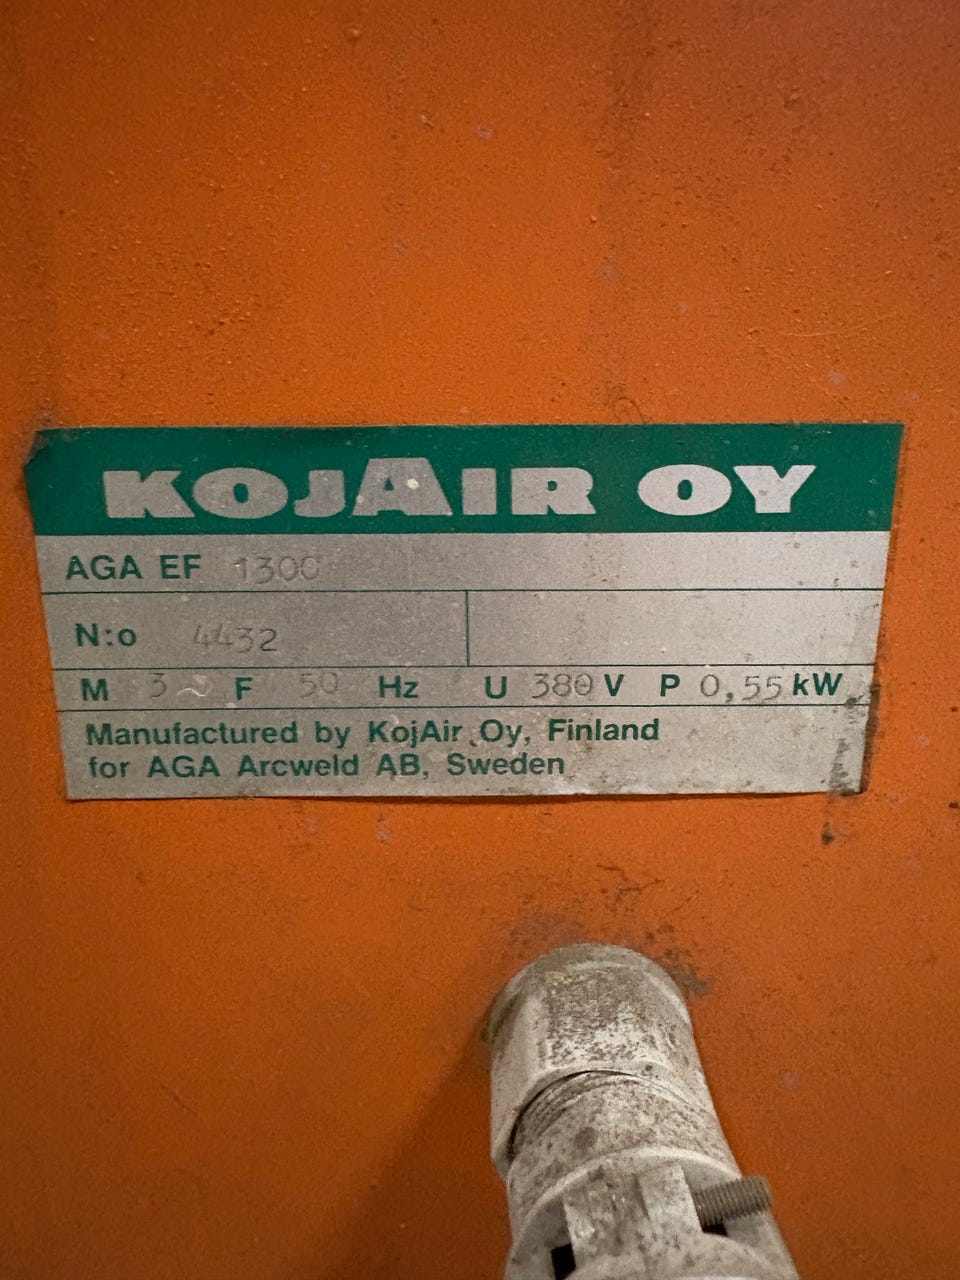 KOJAIR OY
AGA EF 1300
N:o 4432
M 3 ~ F 50 Hz U 380 V P 0,55 kW
Manufactured by KojAir Oy, Finland
for AGA Arcweld AB, Sweden